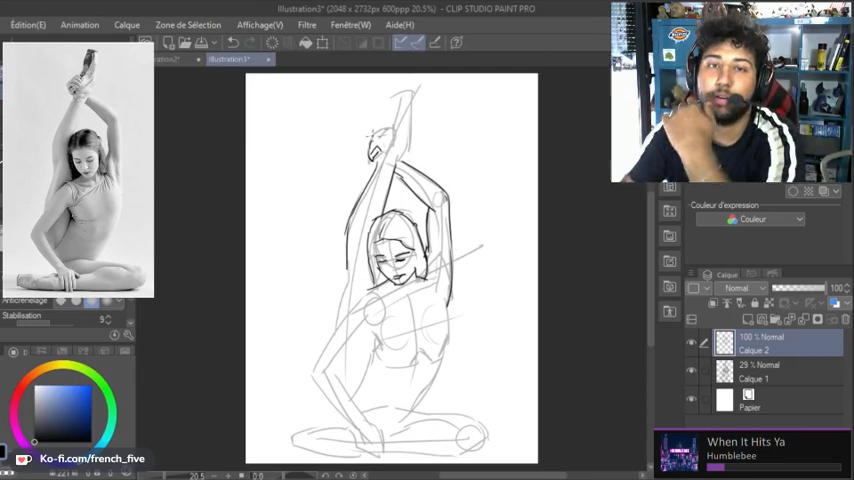 Illustration3* (2048 x 2732px 600ppp 20.5%) - CLIP STUDIO PAINT PRO
Édition(E) Animation Calque Zone de Sélection Affichage(V) Filtre Fenêtre(W) Aide(H)
Illustration3*
DICKIES
Couleur d'expression
Couleur
Calque
Normal 100
100 % Normal
Calque 2
29 % Normal
Calque 1
Papier
Anticrénelage
Stabilisation
9
Ko-fi.com/french_five
20.5
0.0
When It Hits Ya
Humblebee